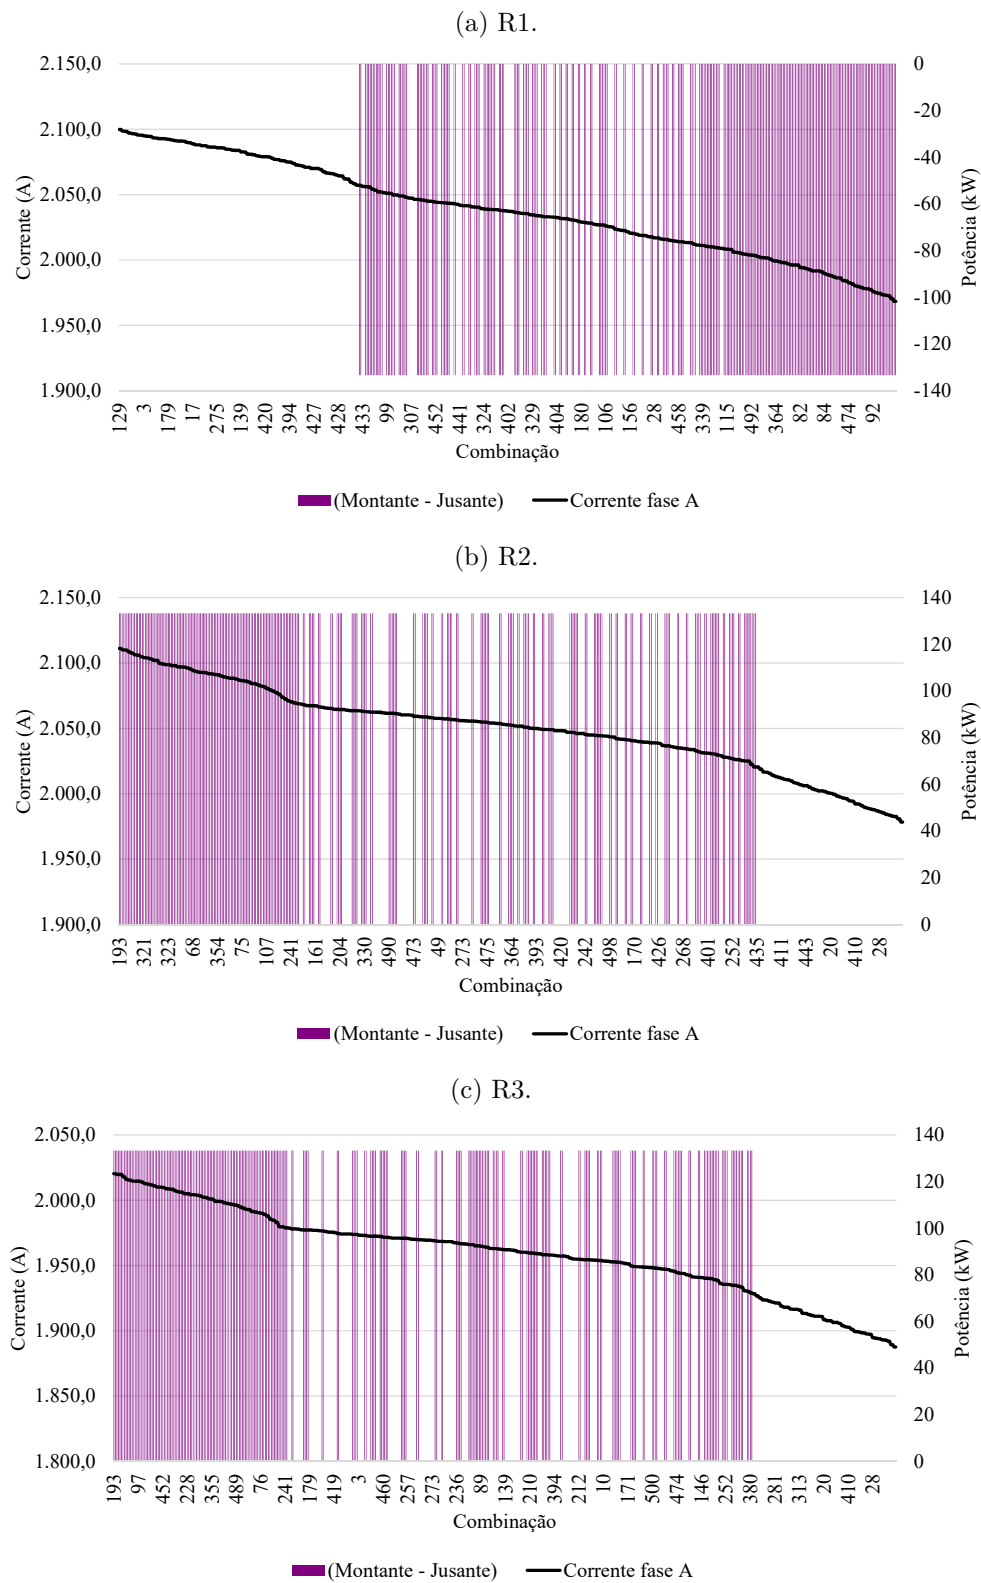 (a) R1.
2.150,0
2.100,0
2.050,0
2.000,0
1.950,0
1.900,0
Corrente (A)
0
-20
-40
-60
-80
-100
-120
-140
Potência (kW)
129 3 179 17 275 139 420 394 427 428 433 99 307 452 441 324 402 329 404 180 106 156 28 458 339 115 492 364 82 84 474 92
Combinação
(Montante - Jusante) Corrente fase A
(b) R2.
2.150,0
2.100,0
2.050,0
2.000,0
1.950,0
1.900,0
Corrente (A)
140
120
100
80
60
40
20
0
Potência (kW)
193 321 323 68 354 75 107 241 161 204 330 490 473 49 273 475 364 393 420 242 498 170 426 268 401 252 435 411 443 20 410 28
Combinação
(Montante - Jusante) Corrente fase A
(c) R3.
2.050,0
2.000,0
1.950,0
1.900,0
1.850,0
1.800,0
Corrente (A)
140
120
100
80
60
40
20
0
Potência (kW)
193 97 452 228 355 489 76 241 179 419 3 460 257 273 236 89 139 210 394 212 10 171 500 474 146 252 380 281 313 20 410 28
Combinação
(Montante - Jusante) Corrente fase A